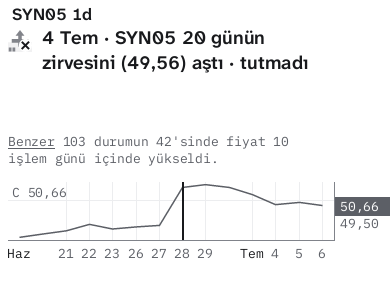 SYN05 1d
4 Tem · SYN05 20 günün
zirvesini (49,56) aştı · tutmadı
Benzer 103 durumun 42'sinde fiyat 10
işlem günü içinde yükseldi.
C 50,66
50,66
49,50
Haz 21 22 23 26 27 28 29 Tem 4 5 6